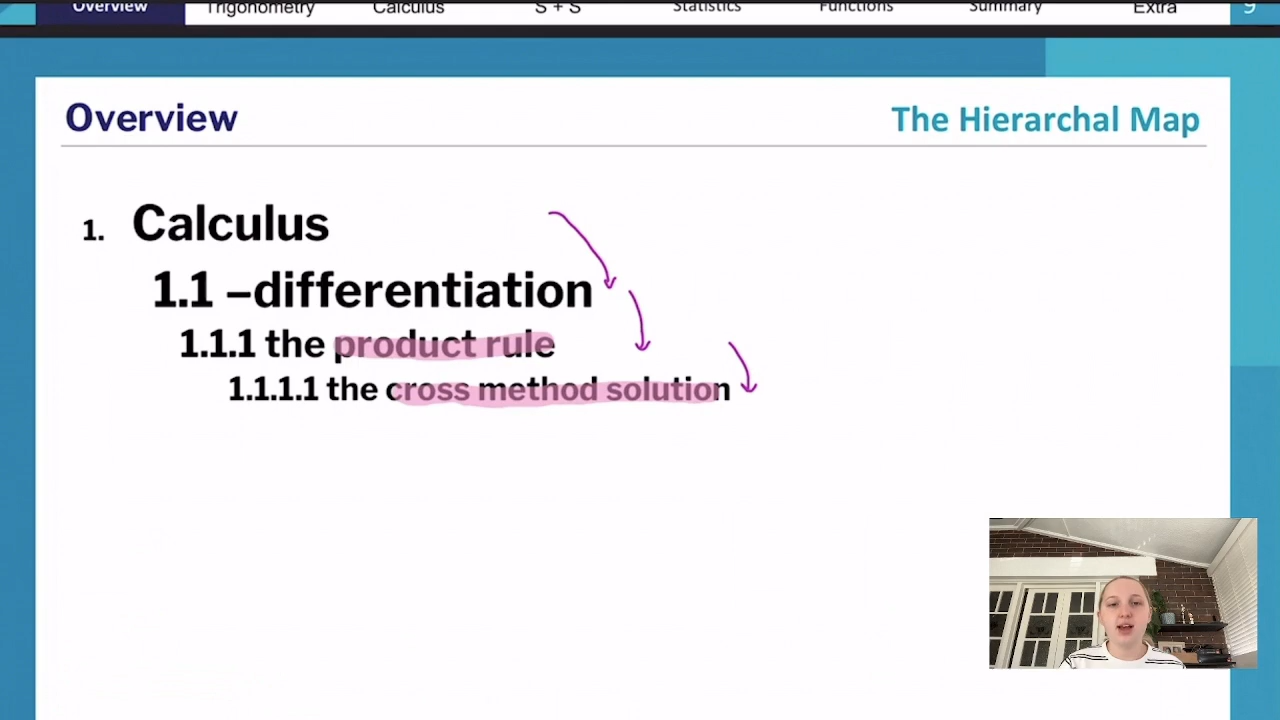 Overview Trigonometry Calculus S + S Statistics Functions Summary Extra 9
Overview The Hierarchal Map
1. Calculus
1.1 –differentiation
1.1.1 the product rule
1.1.1.1 the cross method solution